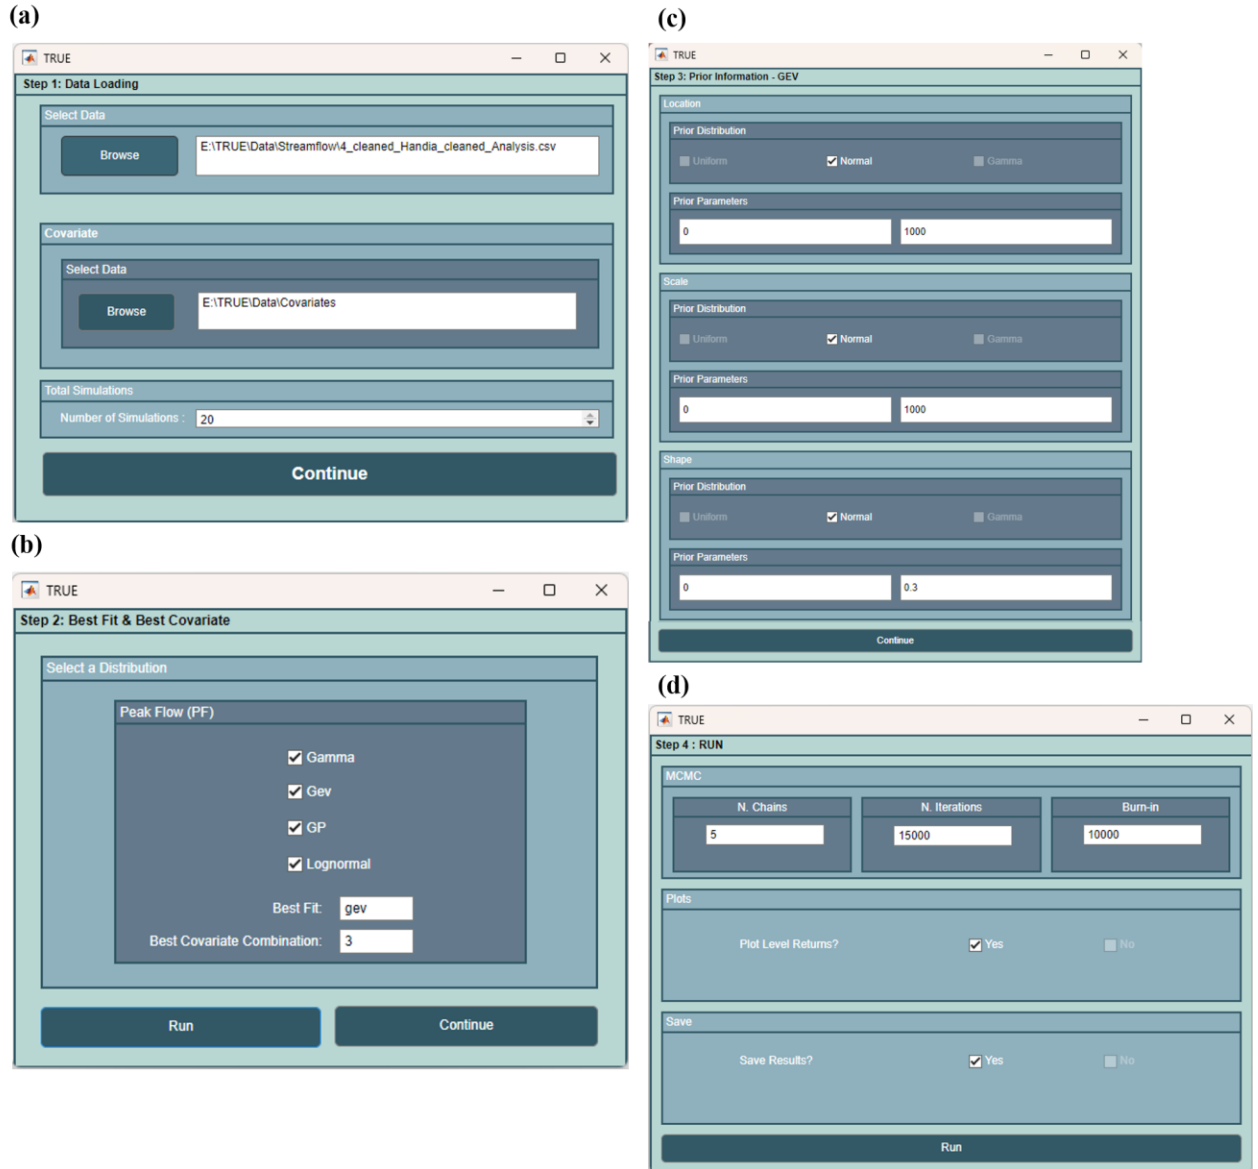 (a)
TRUE
Step 1: Data Loading
Select Data
Browse
E:\TRUE\Data\Streamflow\4_cleaned_Handia_cleaned_Analysis.csv
Covariate
Select Data
Browse
E:\TRUE\Data\Covariates
Total Simulations
Number of Simulations : 20
Continue
(b)
TRUE
Step 2: Best Fit & Best Covariate
Select a Distribution
Peak Flow (PF)
Gamma
Gev
GP
Lognormal
Best Fit: gev
Best Covariate Combination: 3
Run Continue
(c)
TRUE
Step 3: Prior Information - GEV
Location
Prior Distribution
Uniform Normal Gamma
Prior Parameters
0 1000
Scale
Prior Distribution
Uniform Normal Gamma
Prior Parameters
0 1000
Shape
Prior Distribution
Uniform Normal Gamma
Prior Parameters
0 0.3
Continue
(d)
TRUE
Step 4 : RUN
MCMC
N. Chains N. Iterations Burn-in
5 15000 10000
Plots
Plot Level Returns? Yes No
Save
Save Results? Yes No
Run